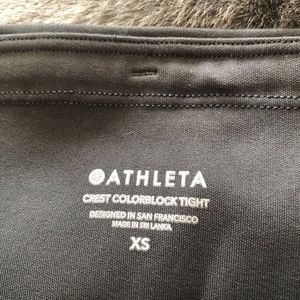 ATHLETA
CREST COLORBLOCK TIGHT
DESIGNED IN SAN FRANCISCO
MADE IN SRI LANKA
XS